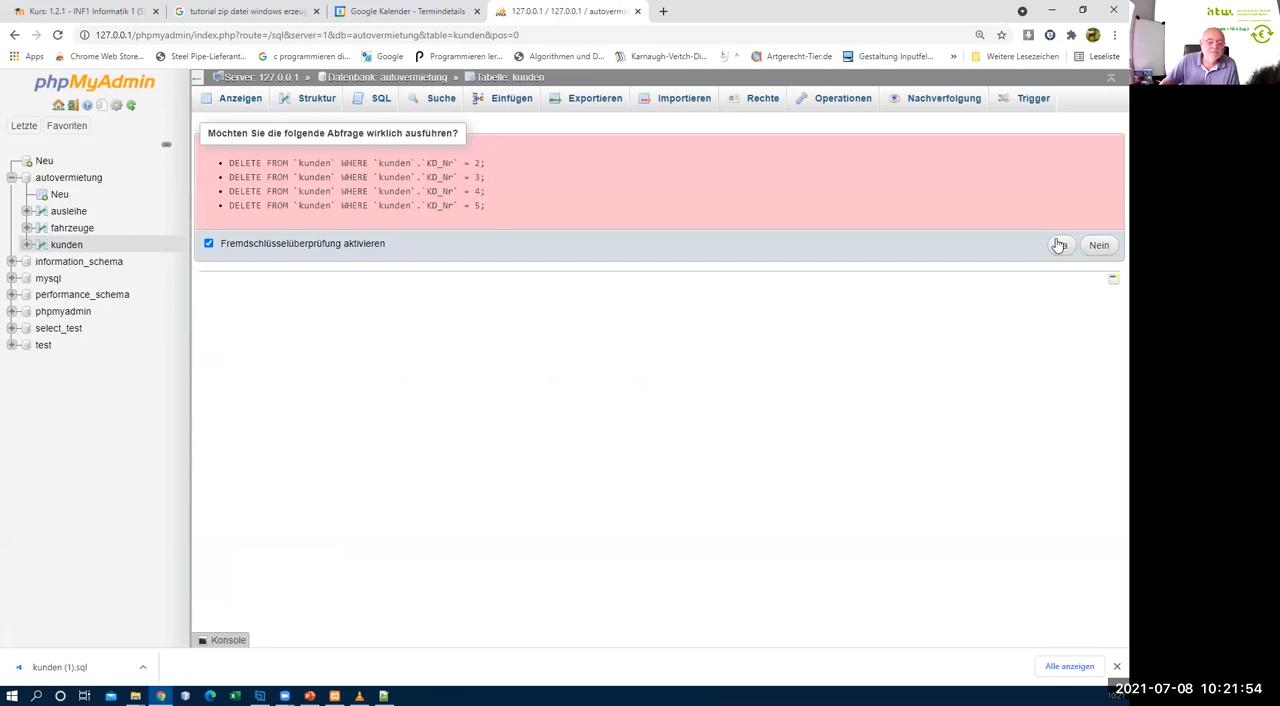 Kurs: 1.2.1 - INF1 Informatik 1 (S
tutorial zip datei windows erzeug
Google Kalender - Termindetails
127.0.0.1 / 127.0.0.1 / autovermi
127.0.0.1/phpmyadmin/index.php?route=/sql&server=1&db=autovermietung&table=kunden&pos=0
Apps
Chrome Web Store...
Steel Pipe-Lieferant...
c programmieren di...
Google
Programmieren ler...
Algorithmen und D...
Karnaugh-Veitch-Di...
Artgerecht-Tier.de
Gestaltung Inputfel...
»
Weitere Lesezeichen
Leseliste
phpMyAdmin
Letzte
Favoriten
Neu
autovermietung
Neu
ausleihe
fahrzeuge
kunden
information_schema
mysql
performance_schema
phpmyadmin
select_test
test
Server: 127.0.0.1 » Datenbank: autovermietung » Tabelle: kunden
Anzeigen
Struktur
SQL
Suche
Einfügen
Exportieren
Importieren
Rechte
Operationen
Nachverfolgung
Trigger
Möchten Sie die folgende Abfrage wirklich ausführen?
DELETE FROM `kunden` WHERE `kunden`.`KD_Nr` = 2;
DELETE FROM `kunden` WHERE `kunden`.`KD_Nr` = 3;
DELETE FROM `kunden` WHERE `kunden`.`KD_Nr` = 4;
DELETE FROM `kunden` WHERE `kunden`.`KD_Nr` = 5;
Fremdschlüsselüberprüfung aktivieren
Nein
Konsole
kunden (1).sql
Alle anzeigen
2021-07-08 10:21:54
htw